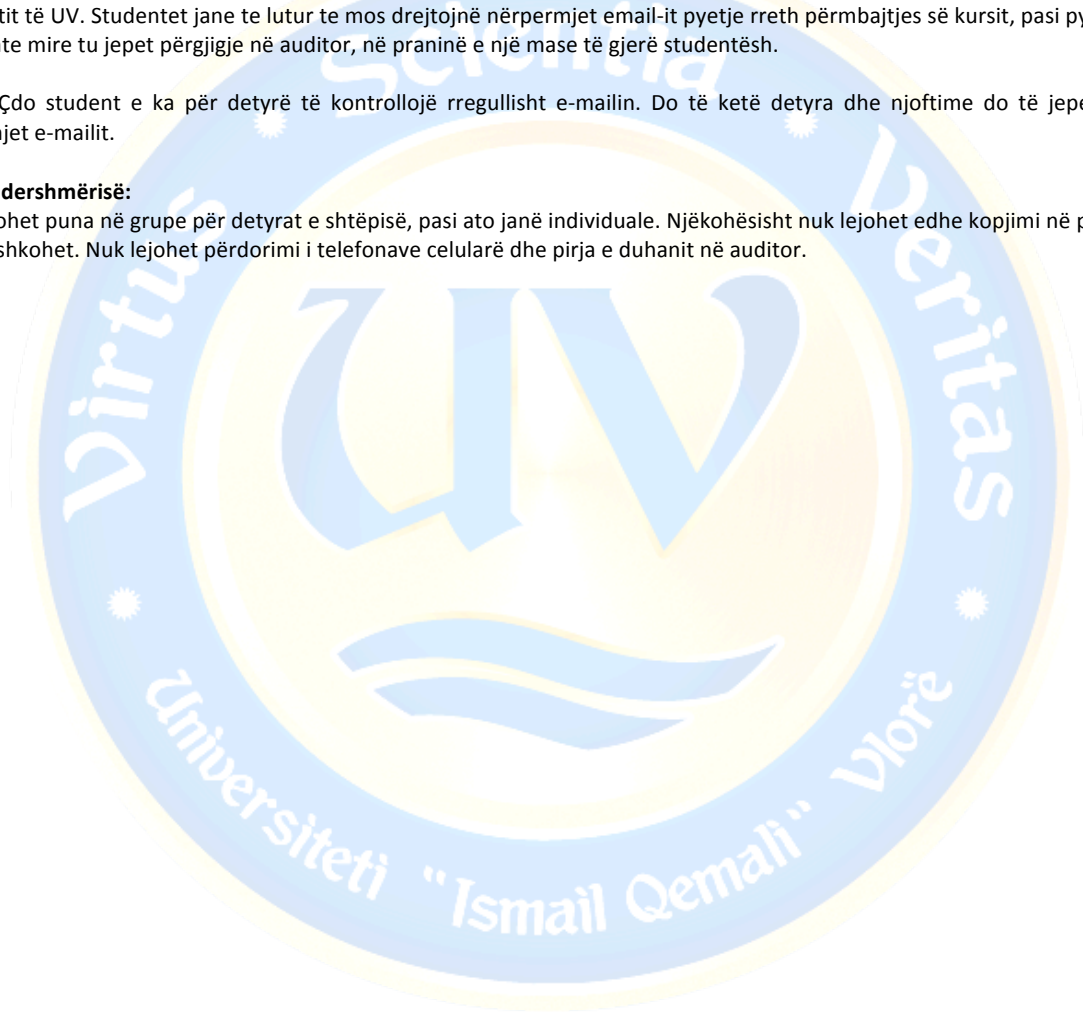 tit të UV. Studentet jane te lutur te mos drejtojnë nërpermjet email-it pyetje rreth përmbajtjes së kursit, pasi py
te mire tu jepet përgjigje në auditor, në praninë e një mase të gjerë studentësh.
Çdo student e ka për detyrë të kontrollojë rregullisht e-mailin. Do të ketë detyra dhe njoftime do të jepe
jet e-mailit.
dershmërisë:
ohet puna në grupe për detyrat e shtëpisë, pasi ato janë individuale. Njëkohësisht nuk lejohet edhe kopjimi në p
shkohet. Nuk lejohet përdorimi i telefonave celularë dhe pirja e duhanit në auditor.
Scientia
Virtus
Veritas
UV
Universiteti "Ismail Qemali" Vlorë